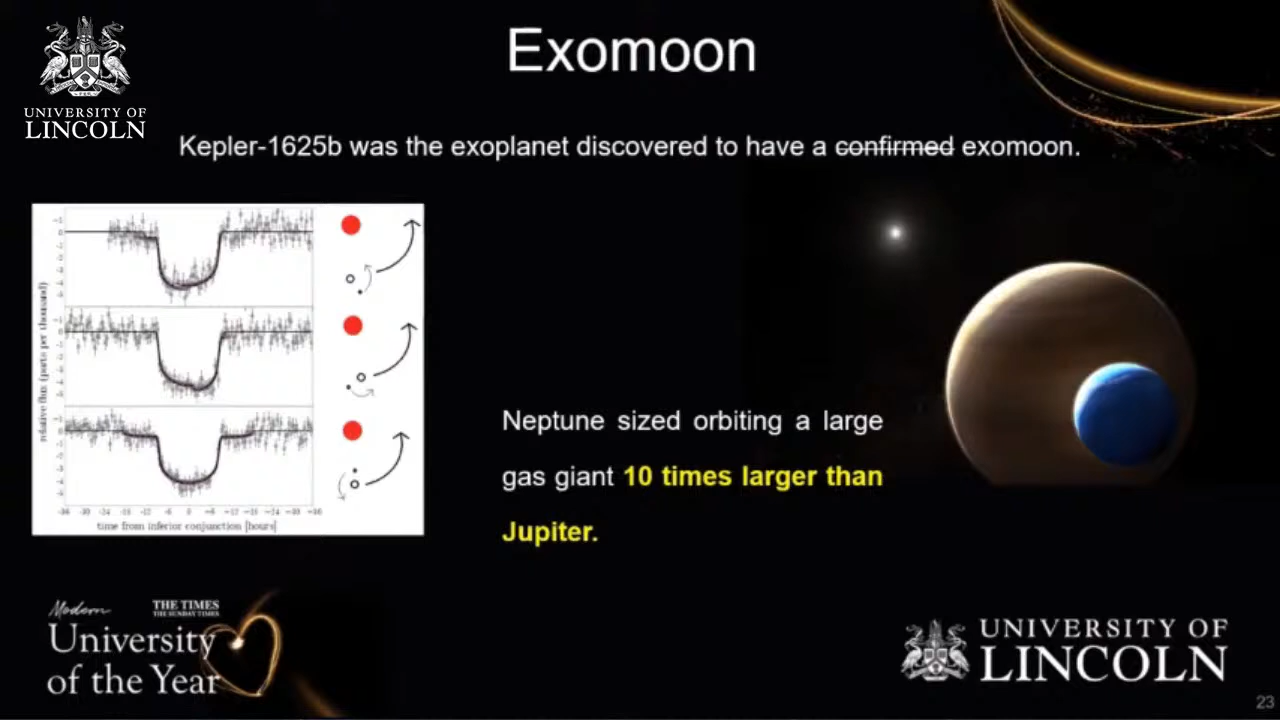 Exomoon
UNIVERSITY OF
LINCOLN
Kepler-1625b was the exoplanet discovered to have a confirmed exomoon.
relative flux (parts per thousand)
time from inferior conjunction [hours]
Neptune sized orbiting a large
gas giant 10 times larger than
Jupiter.
Modern
THE TIMES
THE SUNDAY TIMES
University
of the Year
UNIVERSITY OF
LINCOLN
23